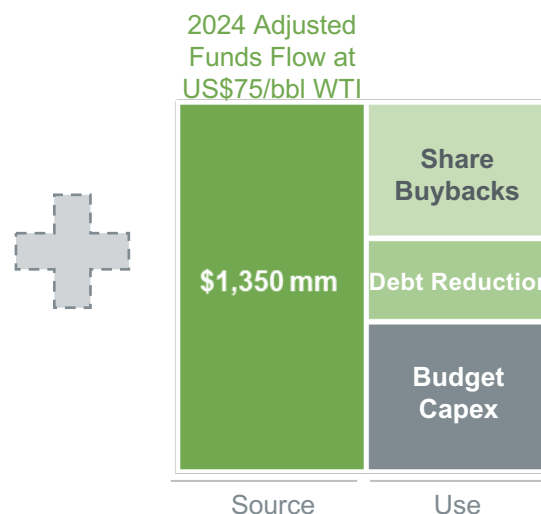 2024 Adjusted
Funds Flow at
US$75/bbl WTI
$1,350 mm
Share
Buybacks
Debt Reduction
Budget
Capex
Source
Use